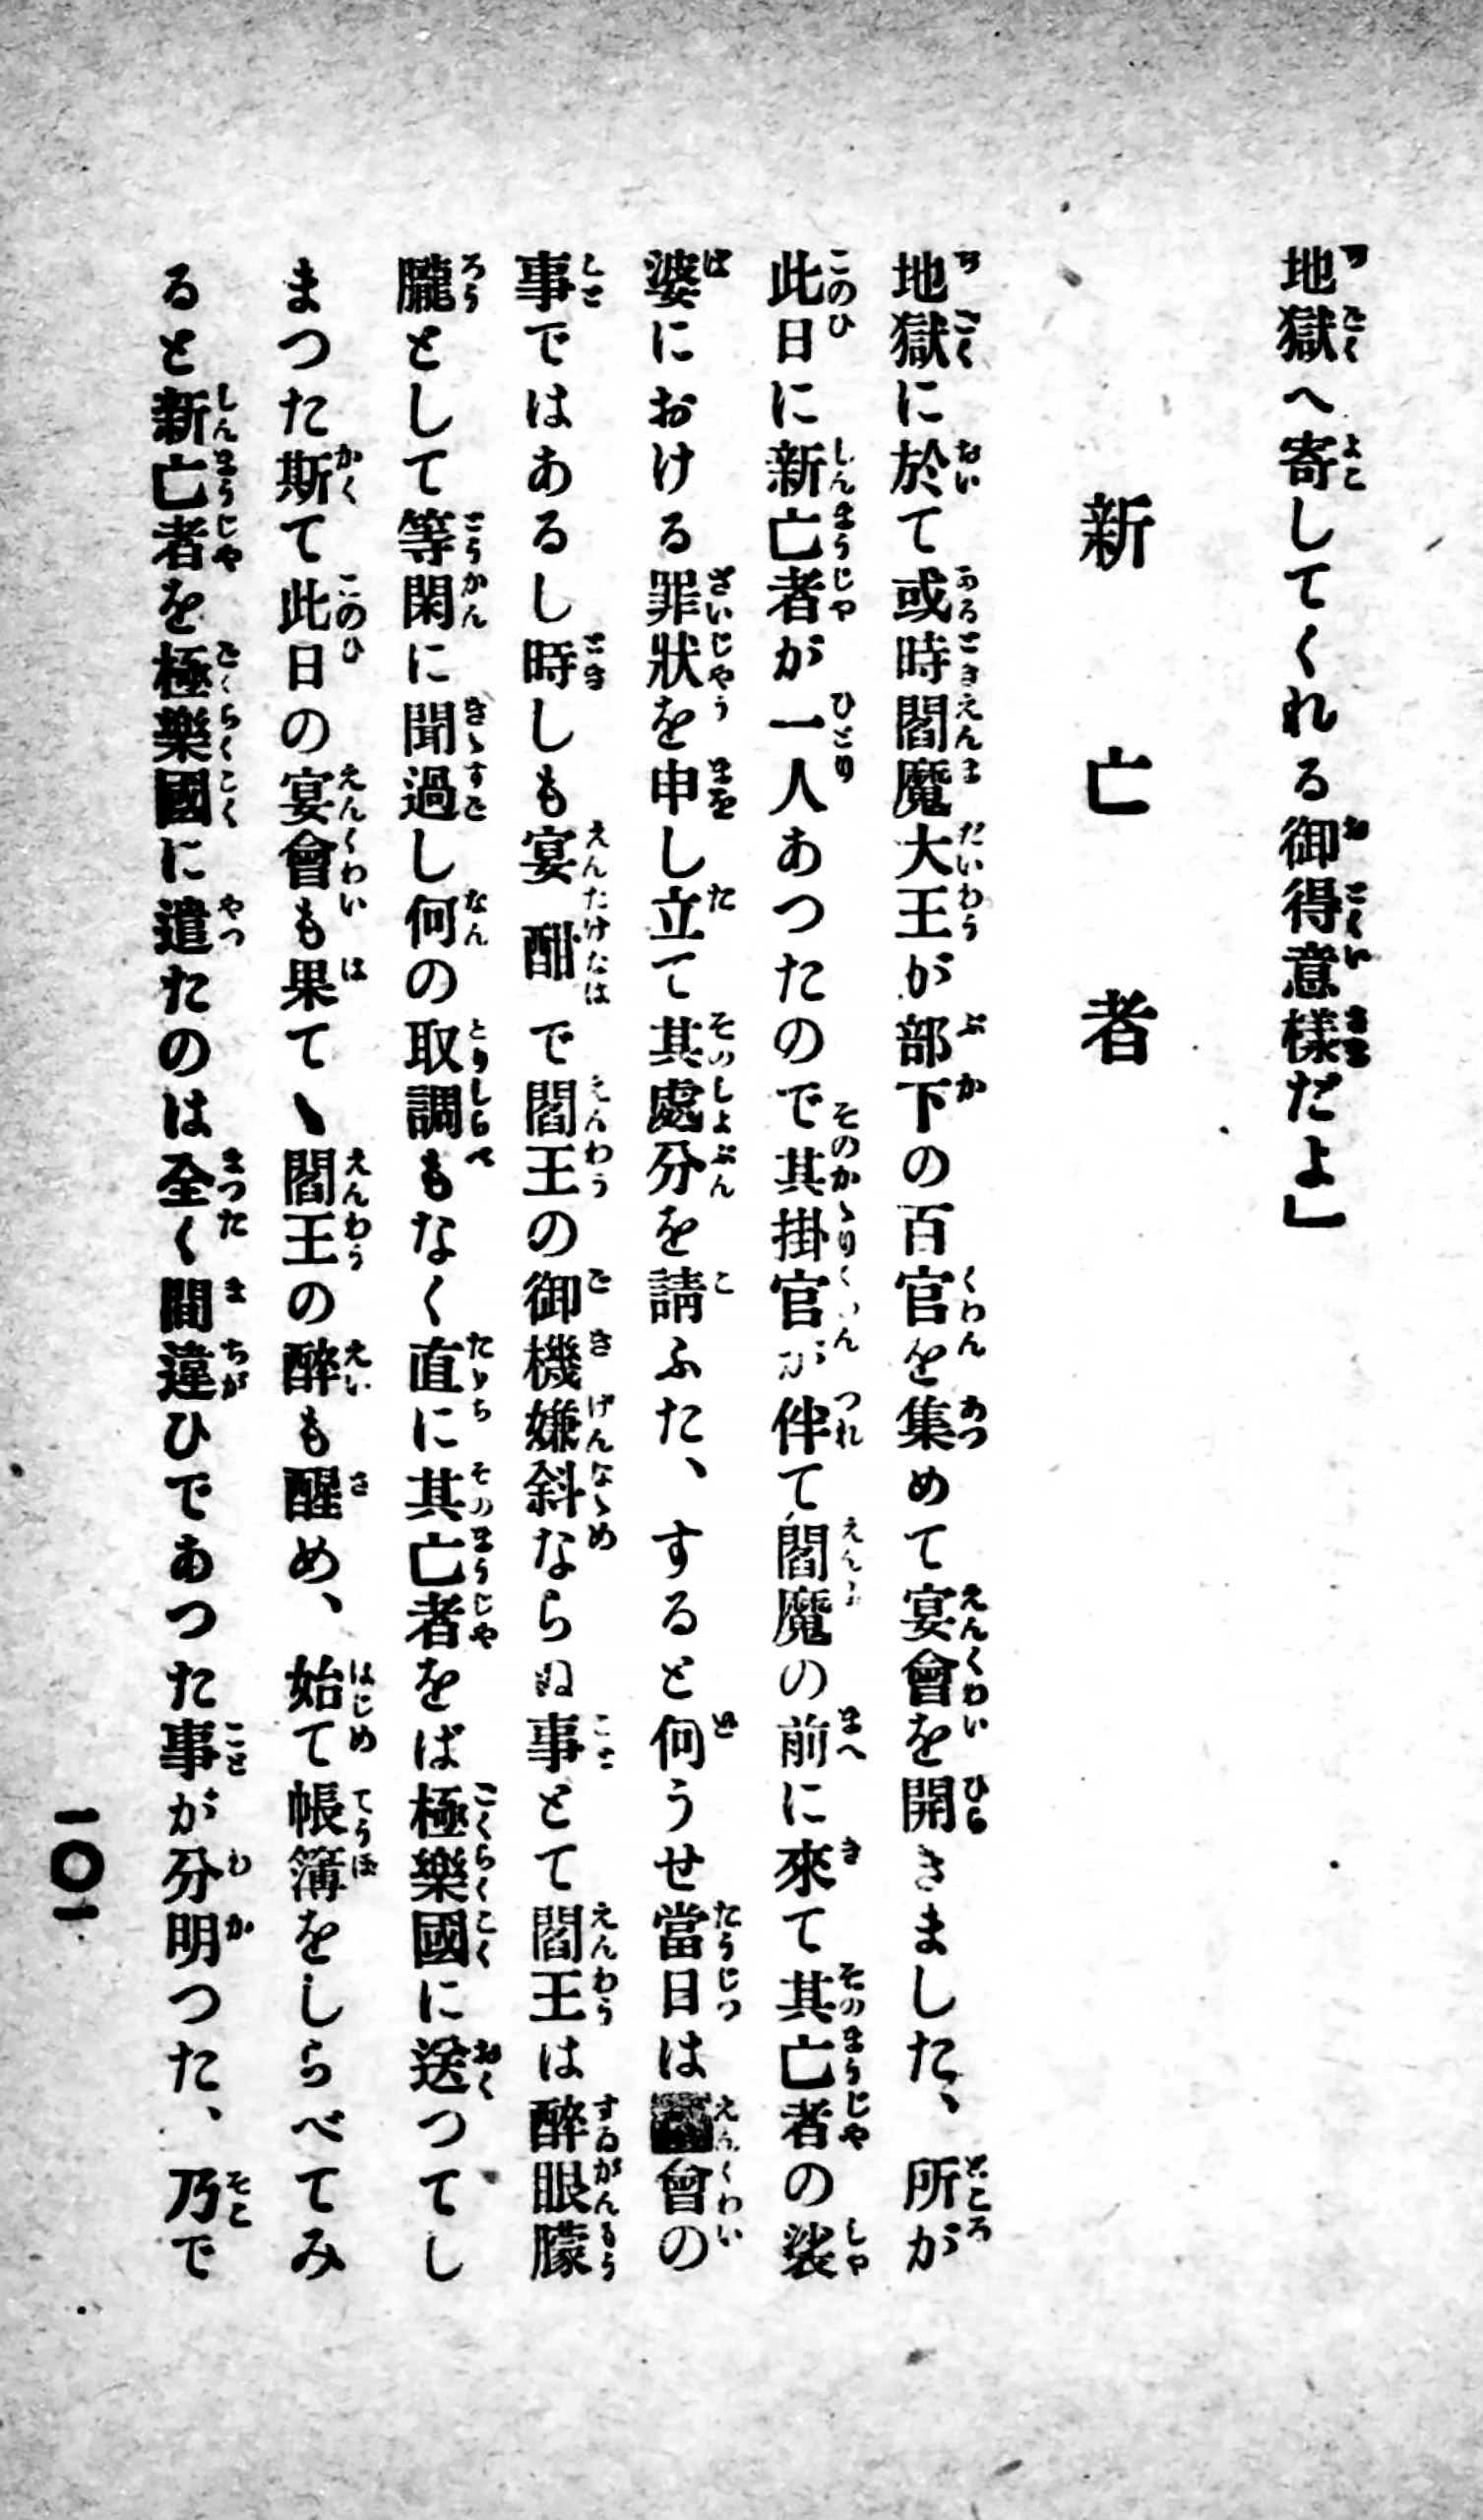 地獄へ寄してくれる御得意樣だよ」
新亡者
地獄に於て或時閻魔大王が部下の百官を集めて宴會を開きました、所が
此日に新亡者が一人あつたので其掛官が伴て閻魔の前に來て其亡者の裟
婆における罪狀を申し立て其處分を請ふた、すると何うせ當日は會の
事ではあるし時しも宴酣で閻王の御機嫌斜ならぬ事とて閻王は醉眼朦
朧として等閑に聞過し何の取調もなく直に其亡者をば極樂國に送つてし
まつた斯て此日の宴會も果てゝ閻王の醉も醒め、始て帳簿をしらべてみ
ると新亡者を極樂國に遣たのは全く間違ひであつた事が分明つた、乃で
一〇一